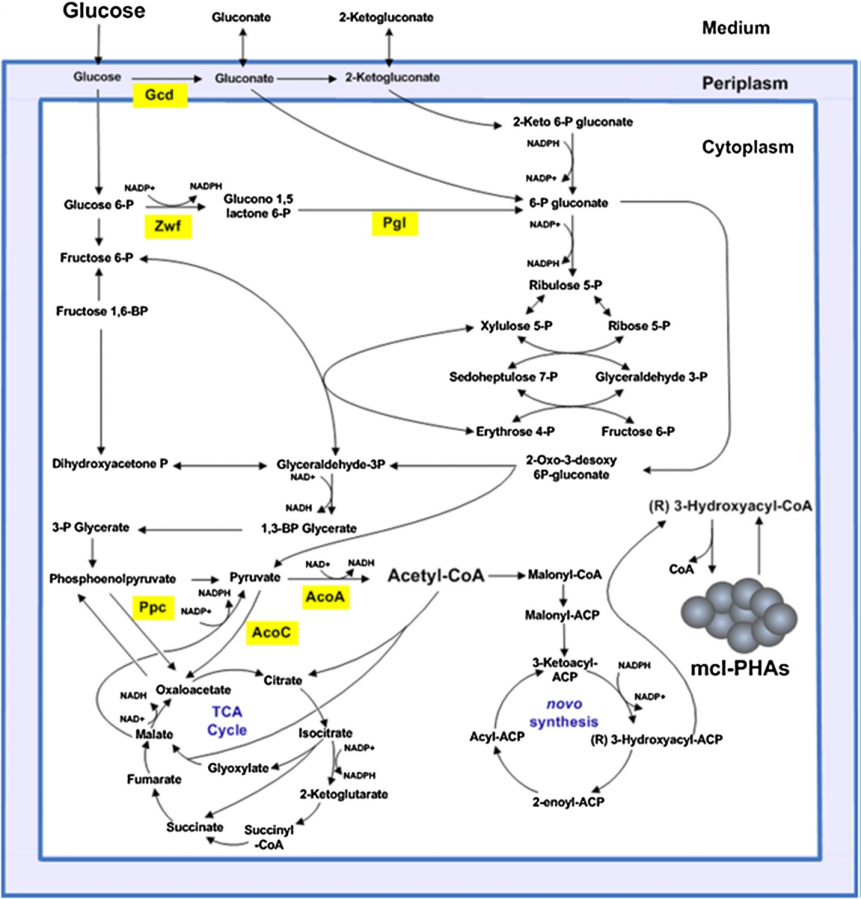 Glucose
Gluconate
2-Ketogluconate
Medium
Glucose
Gluconate
2-Ketogluconate
Periplasm
Gcd
2-Keto 6-P gluconate
Cytoplasm
NADPH
NADP+
Glucose 6-P
NADP+
NADPH
Glucono 1,5
lactone 6-P
6-P gluconate
Zwf
Pgl
NADP+
NADPH
Fructose 6-P
Ribulose 5-P
Fructose 1,6-BP
Xylulose 5-P
Ribose 5-P
Sedoheptulose 7-P
Glyceraldehyde 3-P
Erythrose 4-P
Fructose 6-P
Dihydroxyacetone P
Glyceraldehyde-3P
2-Oxo-3-desoxy
6P-gluconate
NAD+
NADH
3-P Glycerate
1,3-BP Glycerate
(R) 3-Hydroxyacyl-CoA
CoA
mcl-PHAs
Phosphoenolpyruvate
Pyruvate
NAD+
NADH
Acetyl-CoA
Malonyl-CoA
Ppc
NADPH
NADP+
AcoA
AcoC
Malonyl-ACP
3-Ketoacyl-
ACP
NADPH
NADP+
novo
synthesis
Acyl-ACP
(R) 3-Hydroxyacyl-ACP
2-enoyl-ACP
Oxaloacetate
Citrate
NADH
NAD+
TCA
Cycle
Malate
Isocitrate
NADP+
NADPH
Glyoxylate
Fumarate
2-Ketoglutarate
Succinate
Succinyl
-CoA